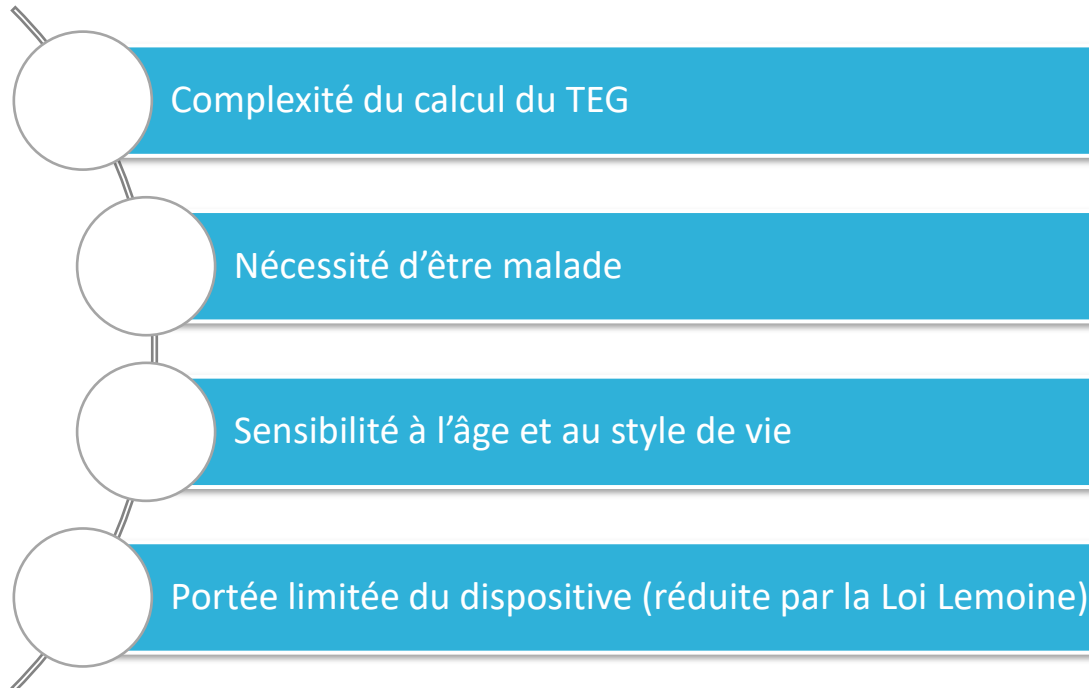 Complexité du calcul du TEG
Nécessité d’être malade
Sensibilité à l’âge et au style de vie
Portée limitée du dispositive (réduite par la Loi Lemoine)